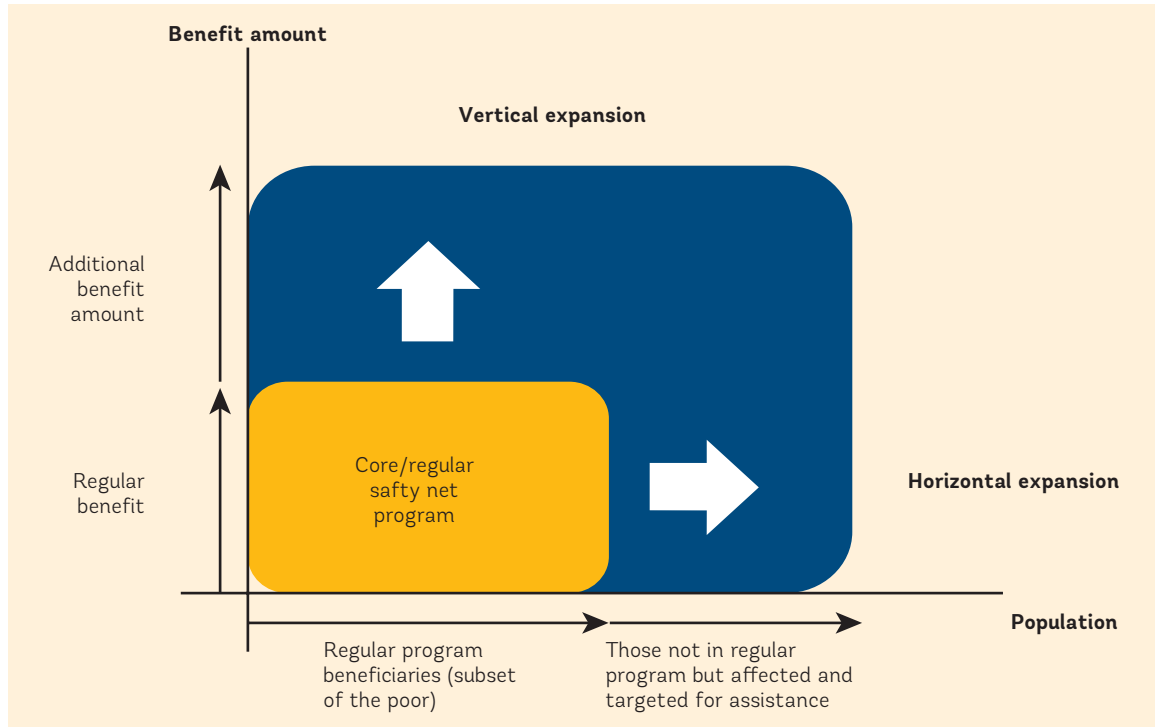 Benefit amount
Vertical expansion
Additional
benefit
amount
Regular
benefit
Core/regular
safty net
program
Horizontal expansion
Population
Regular program
beneficiaries (subset
of the poor)
Those not in regular
program but affected and
targeted for assistance